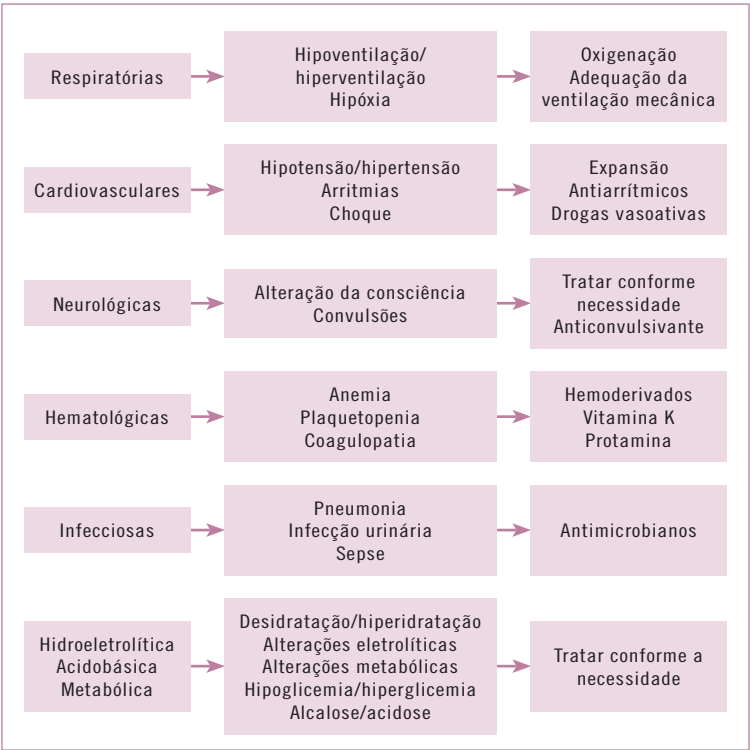 Respiratórias
Hipoventilação/
hiperventilação
Hipóxia
Oxigenação
Adequação da
ventilação mecânica
Cardiovasculares
Hipotensão/hipertensão
Arritmias
Choque
Expansão
Antiarrítmicos
Drogas vasoativas
Neurológicas
Alteração da consciência
Convulsões
Tratar conforme
necessidade
Anticonvulsivante
Hematológicas
Anemia
Plaquetopenia
Coagulopatia
Hemoderivados
Vitamina K
Protamina
Infecciosas
Pneumonia
Infecção urinária
Sepse
Antimicrobianos
Hidroeletrolítica
Acidobásica
Metabólica
Desidratação/hiperidratação
Alterações eletrolíticas
Alterações metabólicas
Hipoglicemia/hiperglicemia
Alcalose/acidose
Tratar conforme a
necessidade